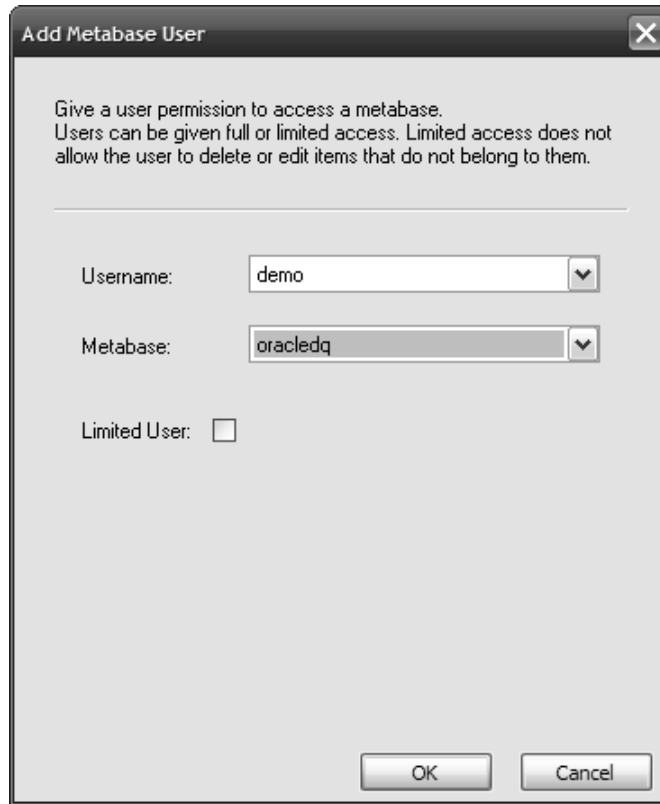 Add Metabase User
Give a user permission to access a metabase.
Users can be given full or limited access. Limited access does not
allow the user to delete or edit items that do not belong to them.
Username: demo
Metabase: oracledq
Limited User:
OK Cancel